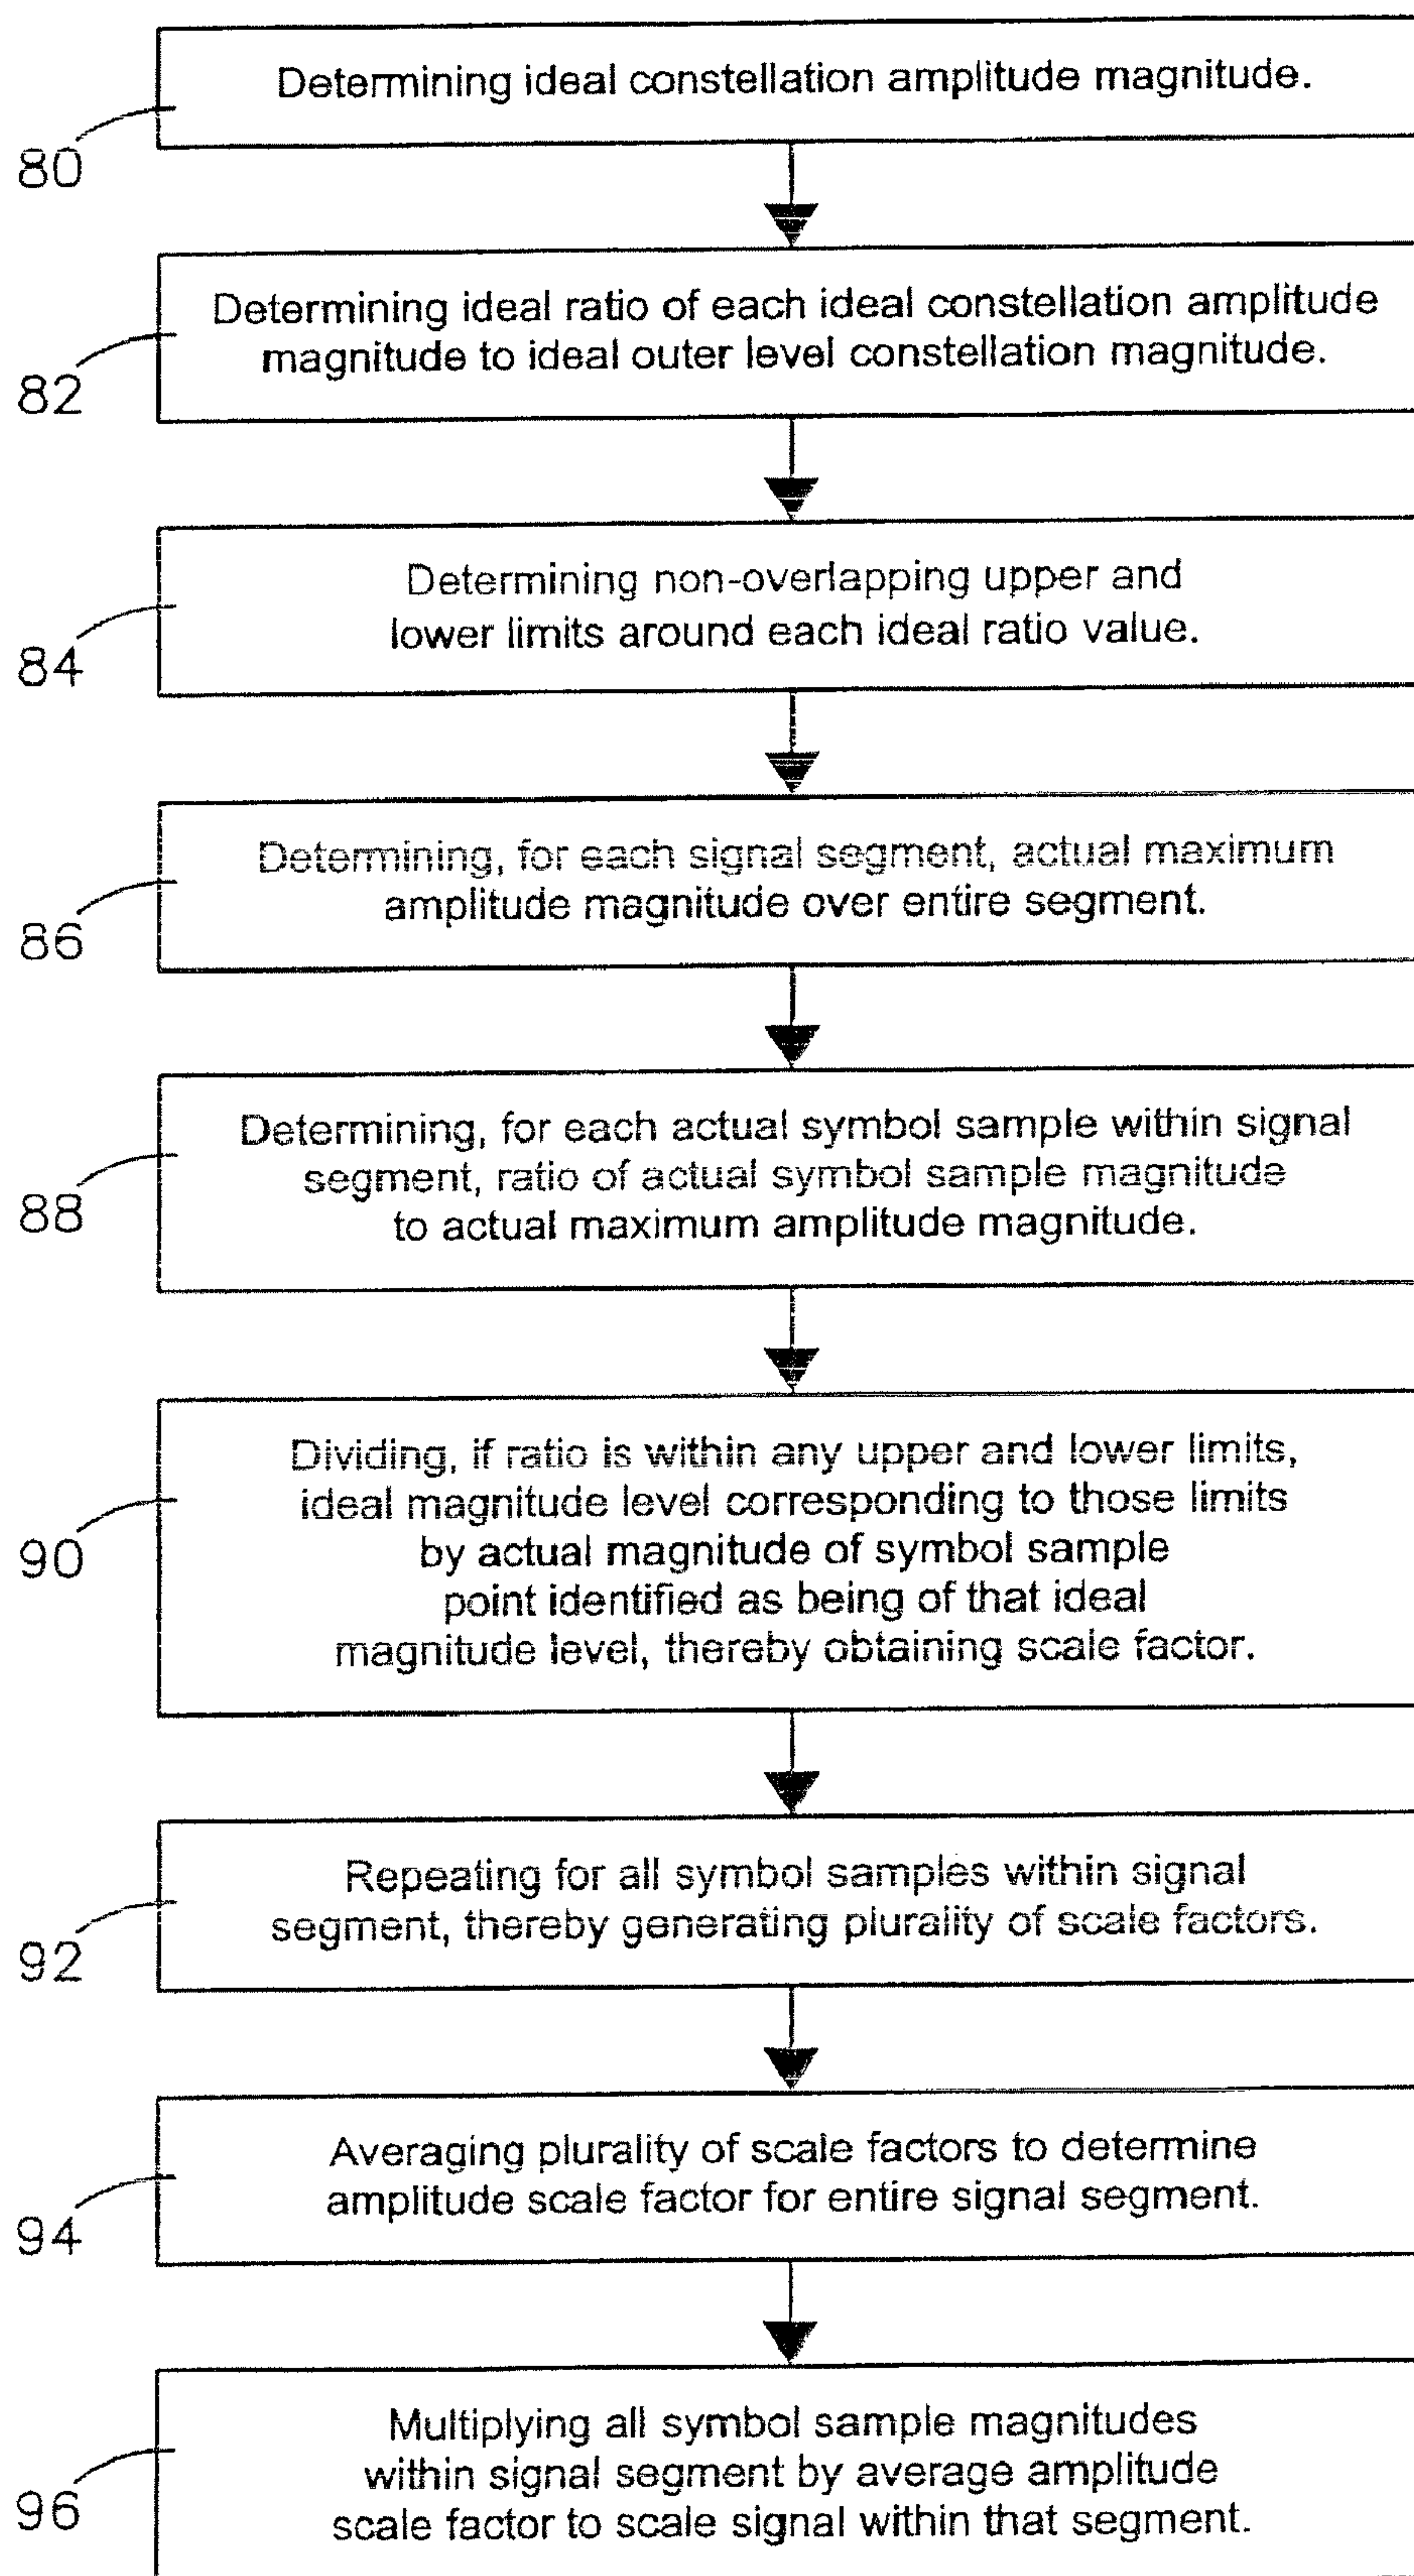 Determining ideal constellation amplitude magnitude.
80
Determining ideal ratio of each ideal constellation amplitude
magnitude to ideal outer level constellation magnitude.
82
Determining non-overlapping upper and
lower limits around each ideal ratio value.
84
Determining, for each signal segment, actual maximum
amplitude magnitude over entire segment.
86
Determining, for each actual symbol sample within signal
segment, ratio of actual symbol sample magnitude
to actual maximum amplitude magnitude.
88
Dividing, if ratio is within any upper and lower limits,
ideal magnitude level corresponding to those limits
by actual magnitude of symbol sample
point identified as being of that ideal
magnitude level, thereby obtaining scale factor.
90
Repeating for all symbol samples within signal
segment, thereby generating plurality of scale factors.
92
Averaging plurality of scale factors to determine
amplitude scale factor for entire signal segment.
94
Multiplying all symbol sample magnitudes
within signal segment by average amplitude
scale factor to scale signal within that segment.
96